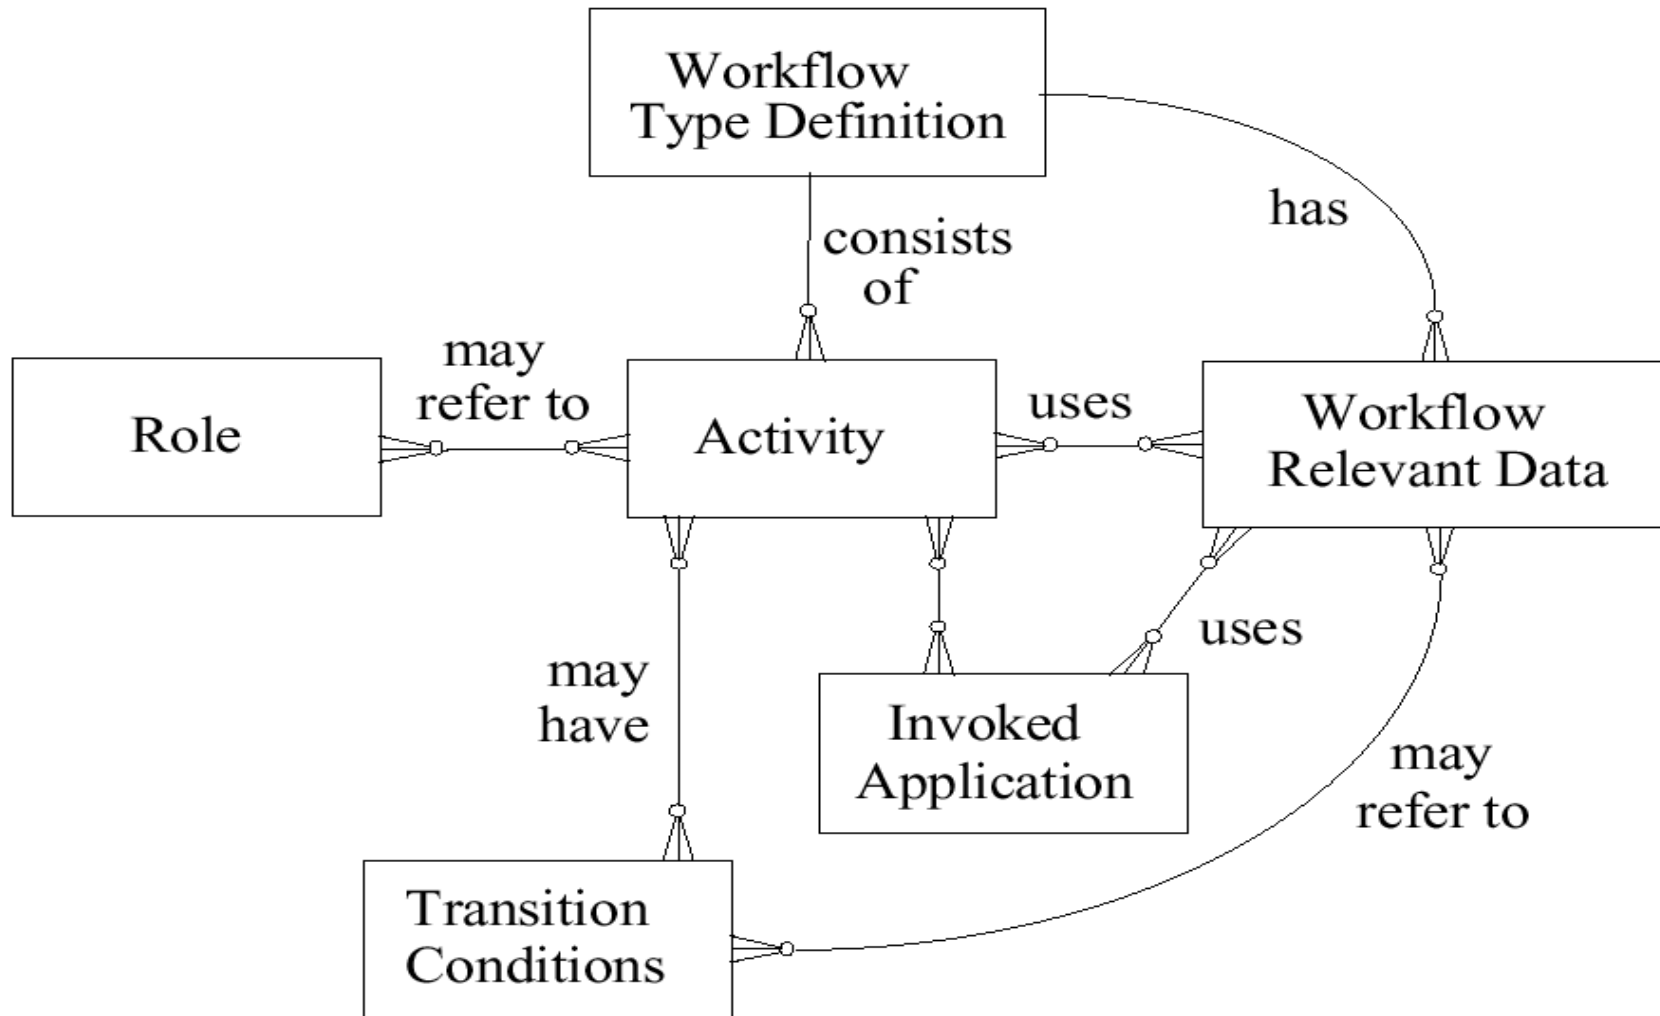 Workflow
Type Definition
has
consists
of
may
refer to
Role
Activity
uses
Workflow
Relevant Data
uses
may
have
Invoked
Application
may
refer to
Transition
Conditions